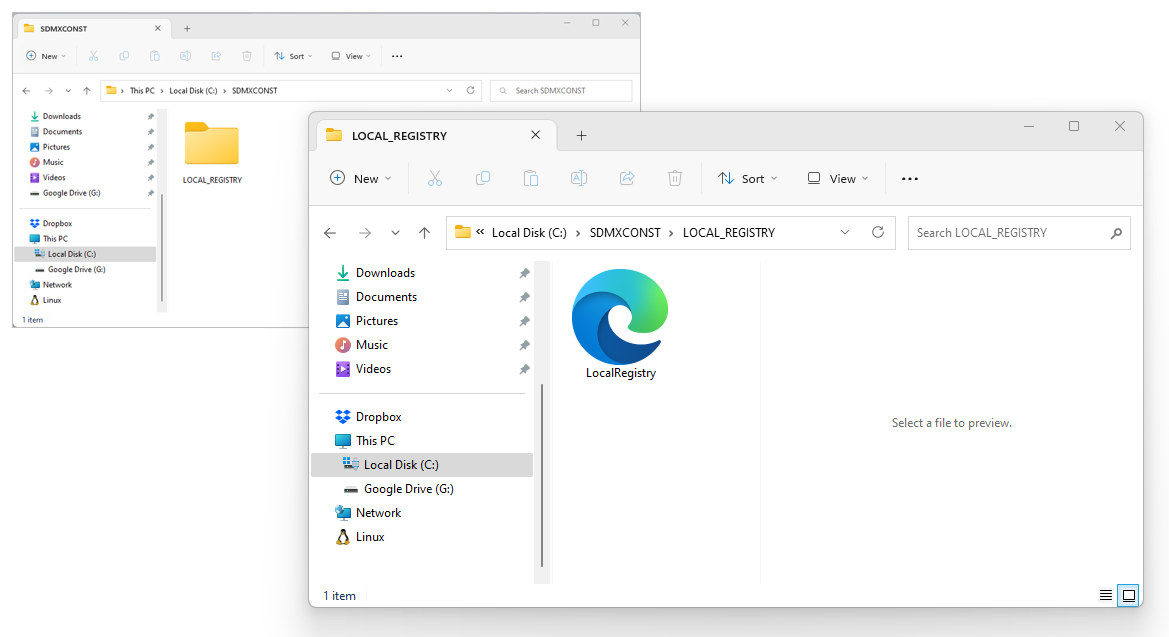 SDMXCONST
New
Sort
View
This PC > Local Disk (C:) > SDMXCONST
Search SDMXCONST
Downloads
Documents
Pictures
Music
Videos
Google Drive (G:)
Dropbox
This PC
Local Disk (C:)
Google Drive (G:)
Network
Linux
LOCAL_REGISTRY
1 item
LOCAL_REGISTRY
New
Sort
View
« Local Disk (C:) > SDMXCONST > LOCAL_REGISTRY
Search LOCAL_REGISTRY
Downloads
Documents
Pictures
Music
Videos
Dropbox
This PC
Local Disk (C:)
Google Drive (G:)
Network
Linux
LocalRegistry
Select a file to preview.
1 item